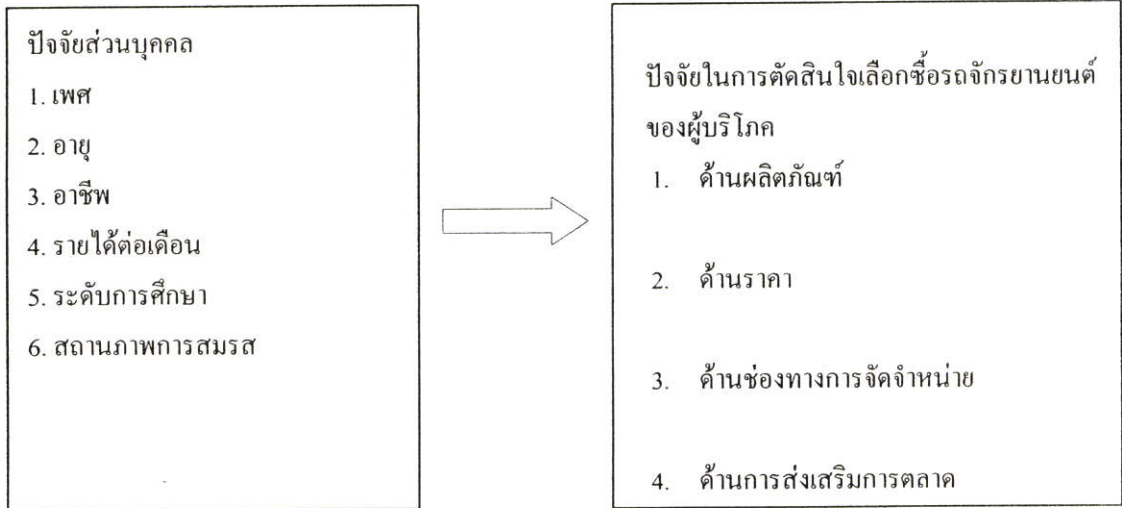 ปัจจัยส่วนบุคคล
1. เพศ
2. อายุ
3. อาชีพ
4. รายได้ต่อเดือน
5. ระดับการศึกษา
6. สถานภาพการสมรส
ปัจจัยในการตัดสินใจเลือกซื้อรถจักรยานยนต์
ของผู้บริโภค
1. ด้านผลิตภัณฑ์
2. ด้านราคา
3. ด้านช่องทางการจัดจำหน่าย
4. ด้านการส่งเสริมการตลาด